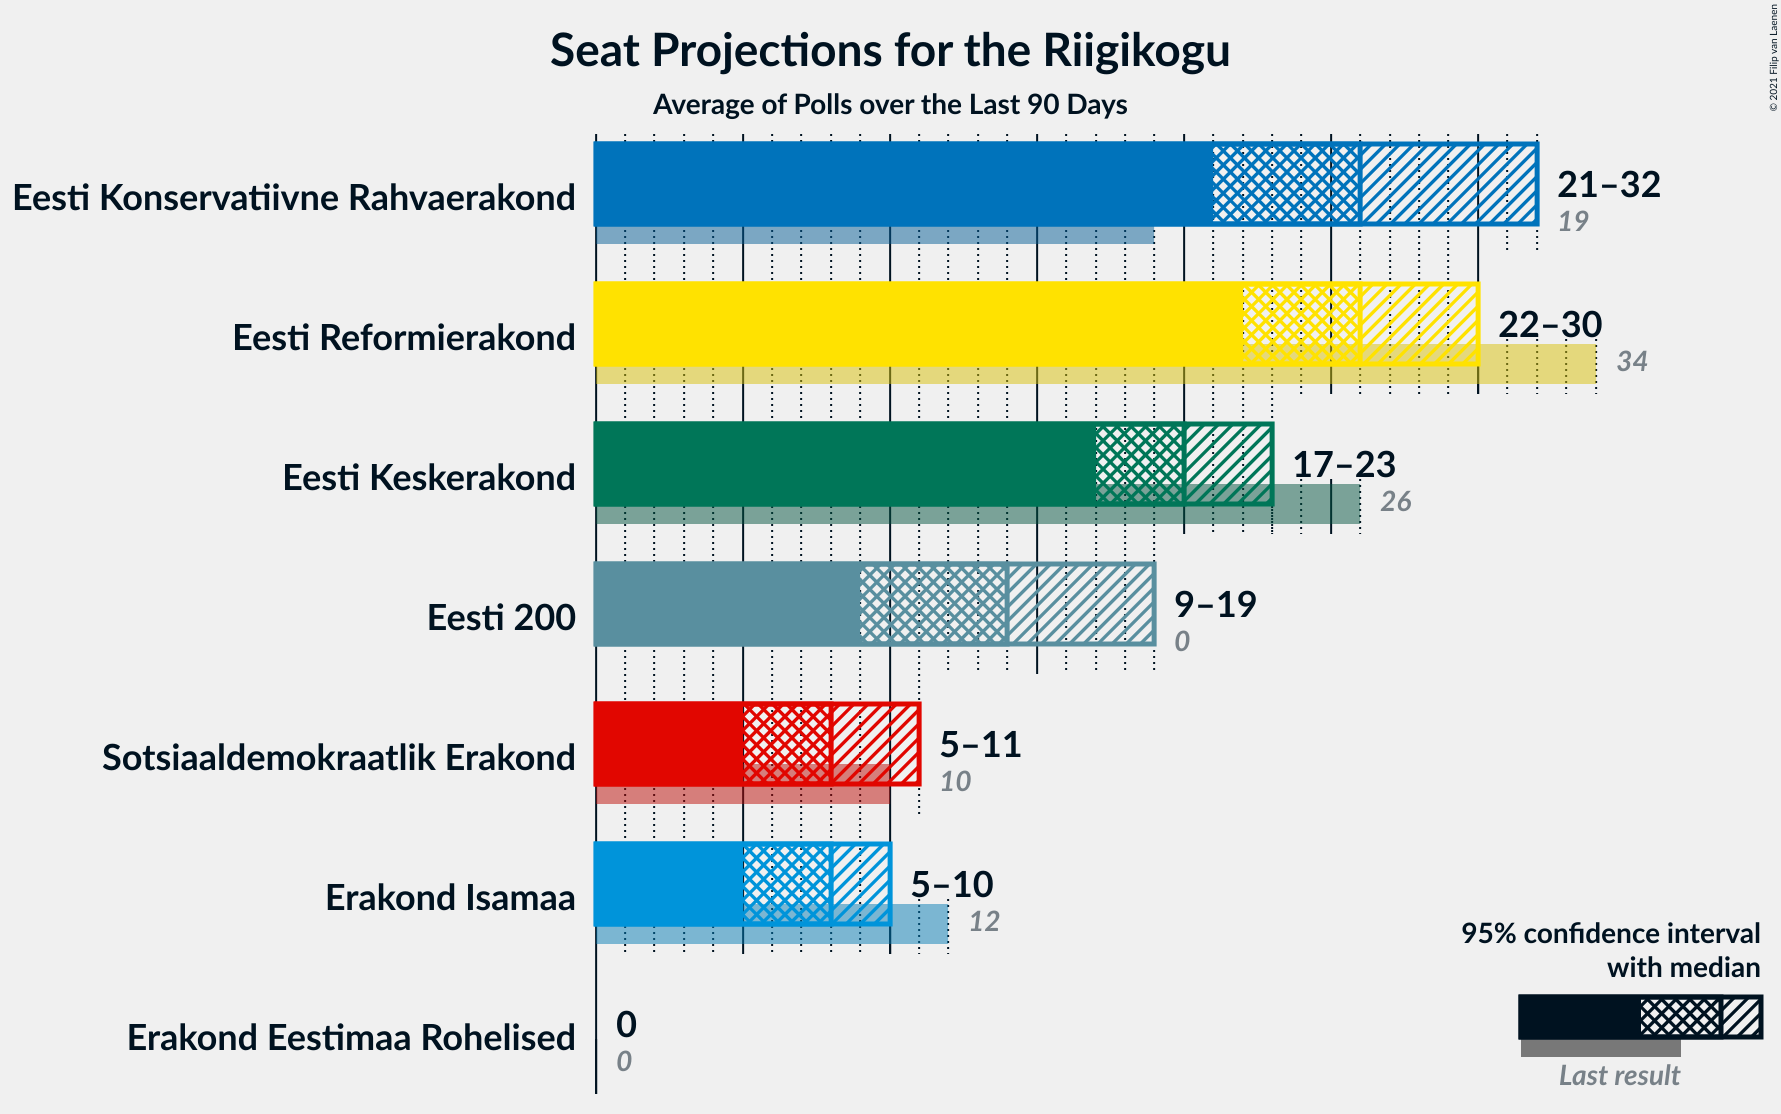 Seat Projections for the Riigikogu
Average of Polls over the Last 90 Days
© 2021 Filip van Laenen
Eesti Konservatiivne Rahvaerakond
21–32
19
Eesti Reformierakond
22–30
34
Eesti Keskerakond
17–23
26
Eesti 200
9–19
0
Sotsiaaldemokraatlik Erakond
5–11
10
Erakond Isamaa
5–10
12
Erakond Eestimaa Rohelised
0
0
95% confidence interval
with median
Last result